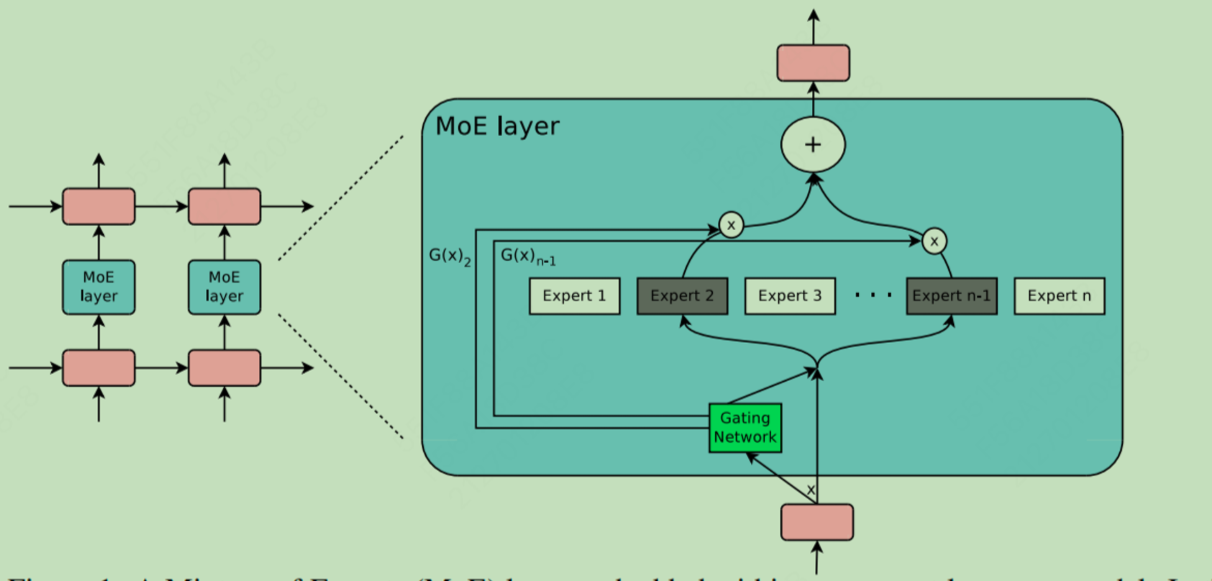 MoE layer
MoE
layer
MoE
layer
G(x)2
G(x)n-1
x
x
+
Expert 1
Expert 2
Expert 3
. . .
Expert n-1
Expert n
Gating
Network
x